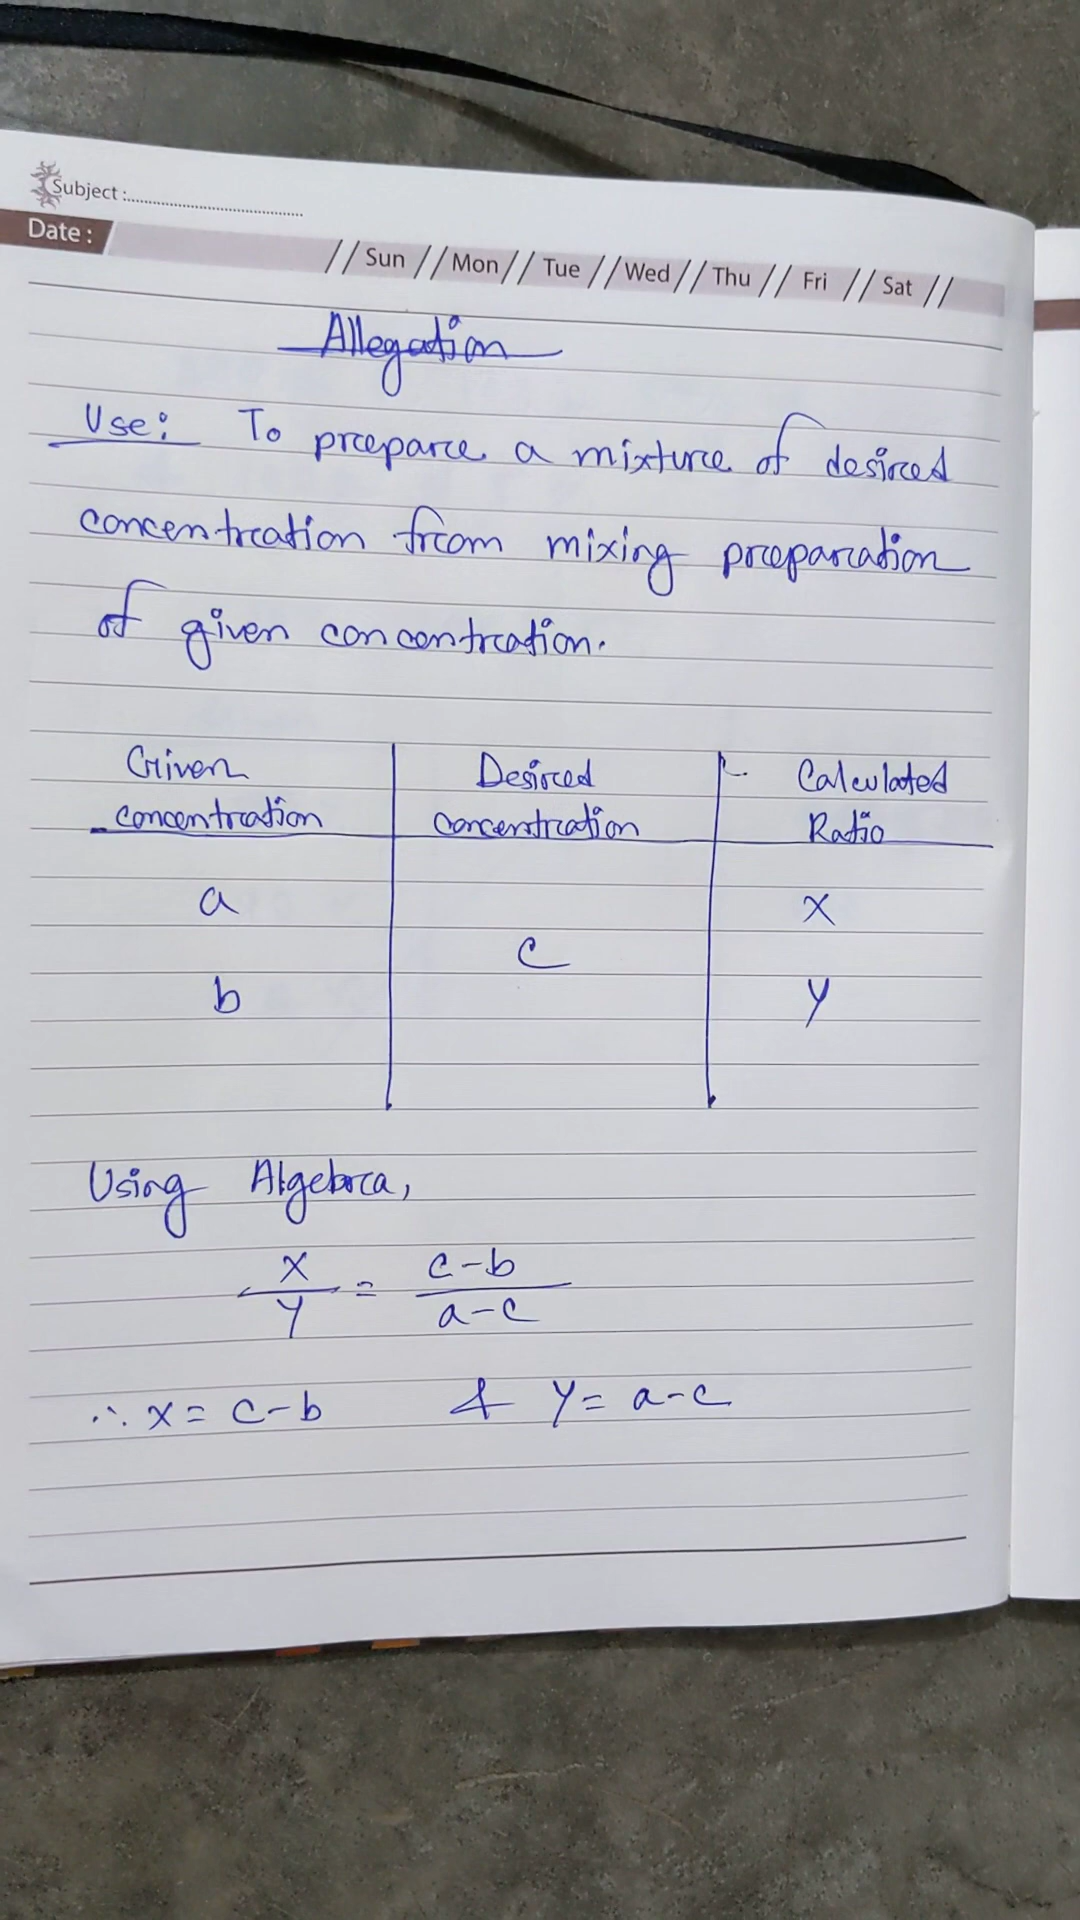 Subject :
Date :
// Sun // Mon // Tue // Wed // Thu // Fri // Sat //
Allegation
Use: To prepare a mixture of desired
concentration from mixing preparation
of given concentration.
Given Desired Calculated
concentration concentration Ratio
a x
c
b y
Using Algebra,
x/y = c-b/a-c
∴ x = c-b & y = a-c